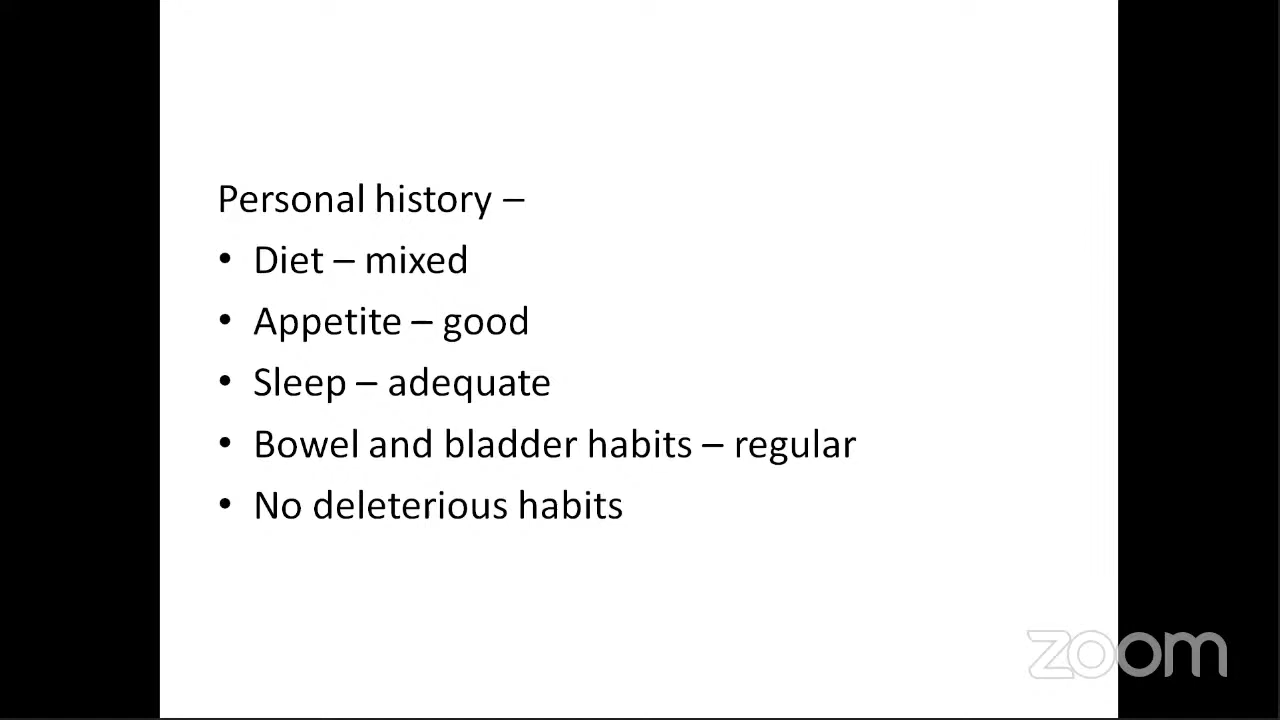 Personal history –
• Diet – mixed
• Appetite – good
• Sleep – adequate
• Bowel and bladder habits – regular
• No deleterious habits
zoom